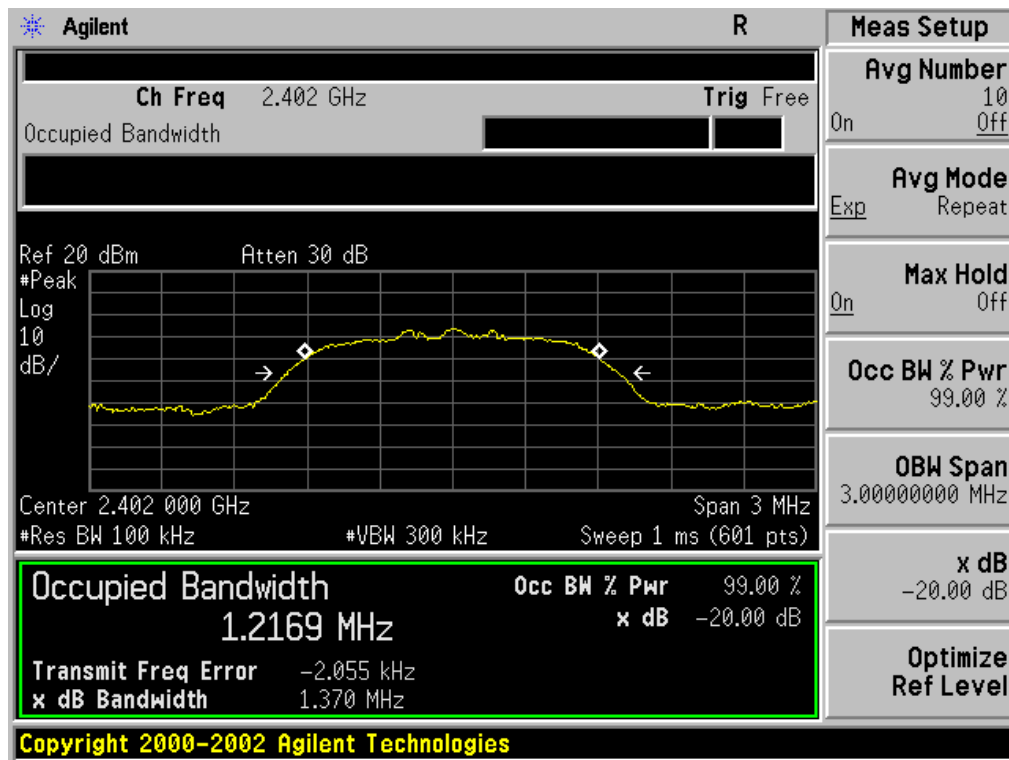 Agilent R Meas Setup
Ch Freq 2.402 GHz Trig Free
Occupied Bandwidth
Avg Number
10
On Off
Avg Mode
Exp Repeat
Max Hold
On Off
Occ BW % Pwr
99.00 %
OBW Span
3.00000000 MHz
x dB
-20.00 dB
Optimize
Ref Level
Ref 20 dBm Atten 30 dB
#Peak
Log
10
dB/
Center 2.402 000 GHz Span 3 MHz
#Res BW 100 kHz #VBW 300 kHz Sweep 1 ms (601 pts)
Occupied Bandwidth Occ BW % Pwr 99.00 %
1.2169 MHz x dB -20.00 dB
Transmit Freq Error -2.055 kHz
x dB Bandwidth 1.370 MHz
Copyright 2000-2002 Agilent Technologies